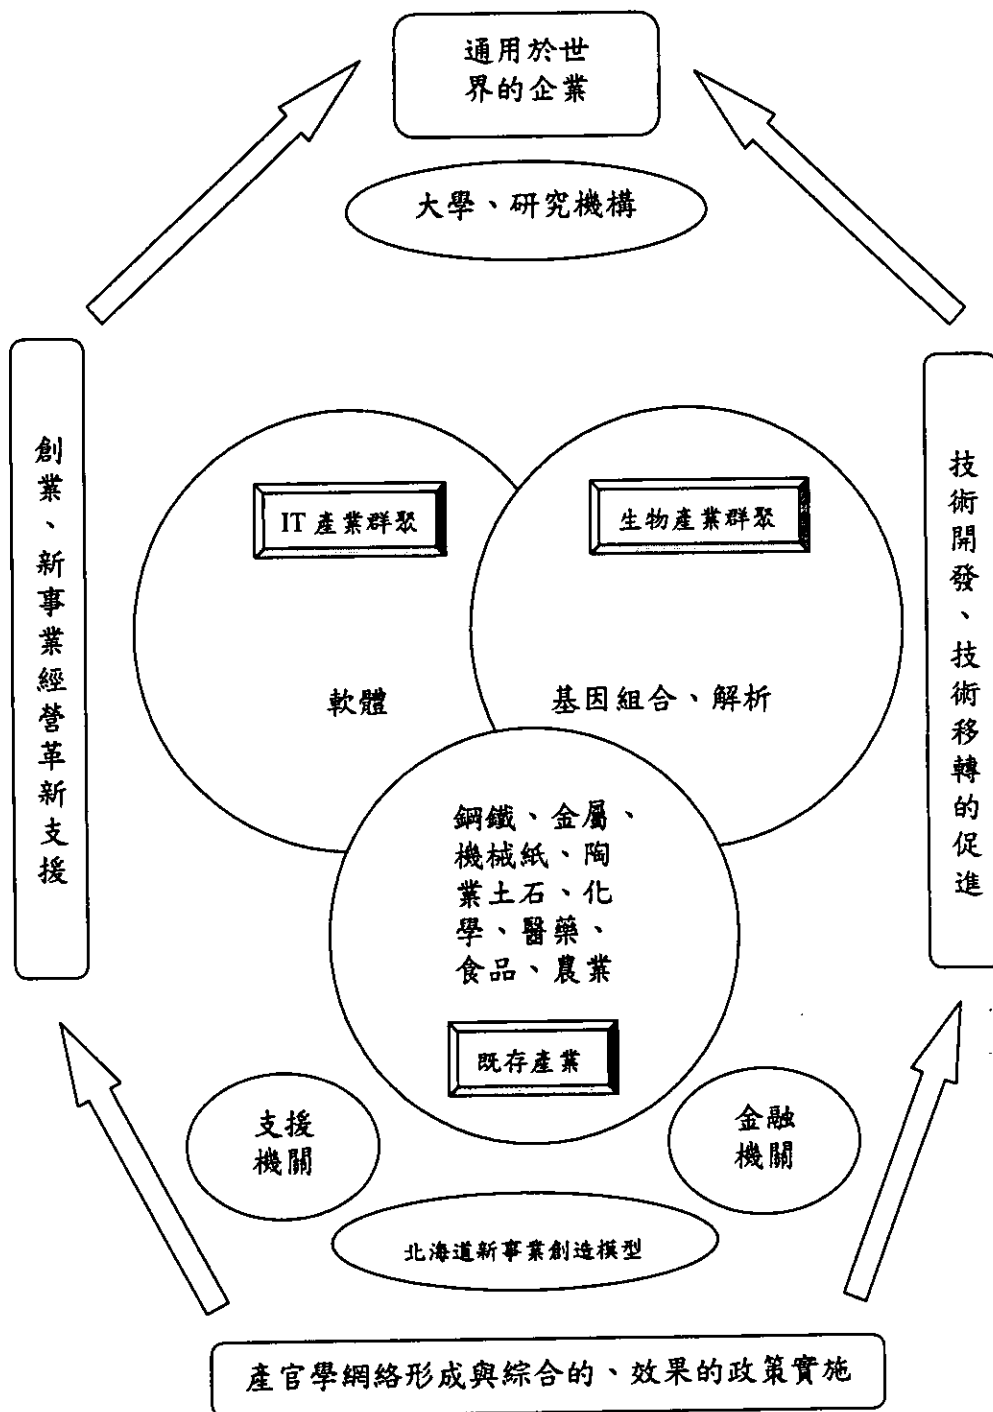 通用於世
界的企業
大學、研究機構
創業、新事業經營革新支援
技術開發、技術移轉的促進
IT 產業群聚
生物產業群聚
軟體
基因組合、解析
鋼鐵、金屬、
機械紙、陶
業土石、化
學、醫藥、
食品、農業
既存產業
支援
機關
金融
機關
北海道新事業創造模型
產官學網絡形成與綜合的、效果的政策實施